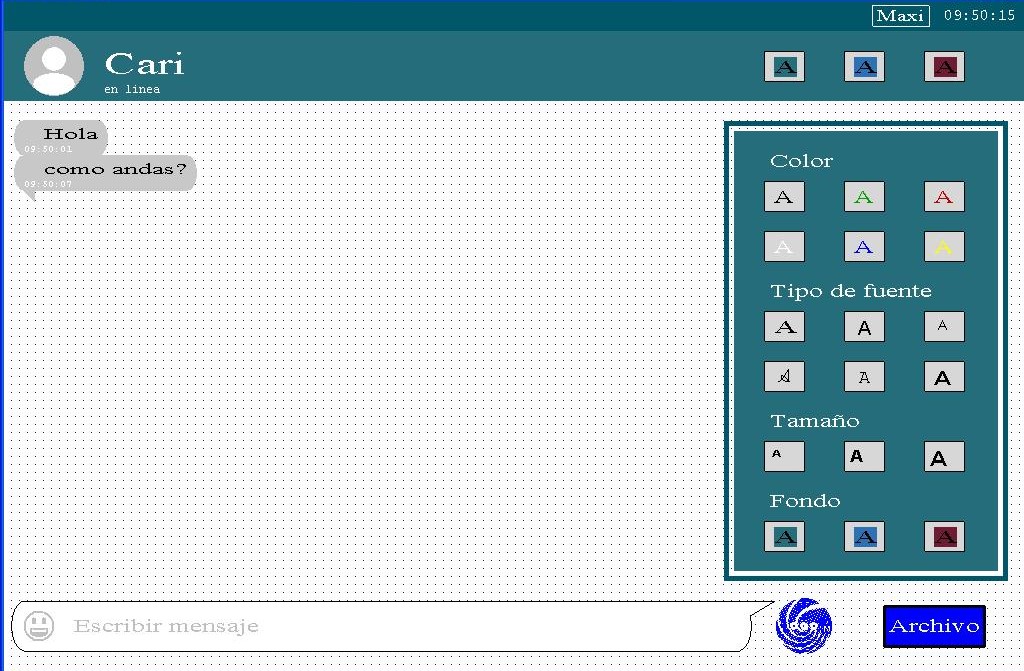 Maxi 09:50:15
Cari
en linea
A A A
Hola
09:50:01
como andas?
09:50:07
Color
A A A
A A A
Tipo de fuente
A A A
A A A
Tamaño
A A A
Fondo
A A A
Escribir mensaje
Archivo